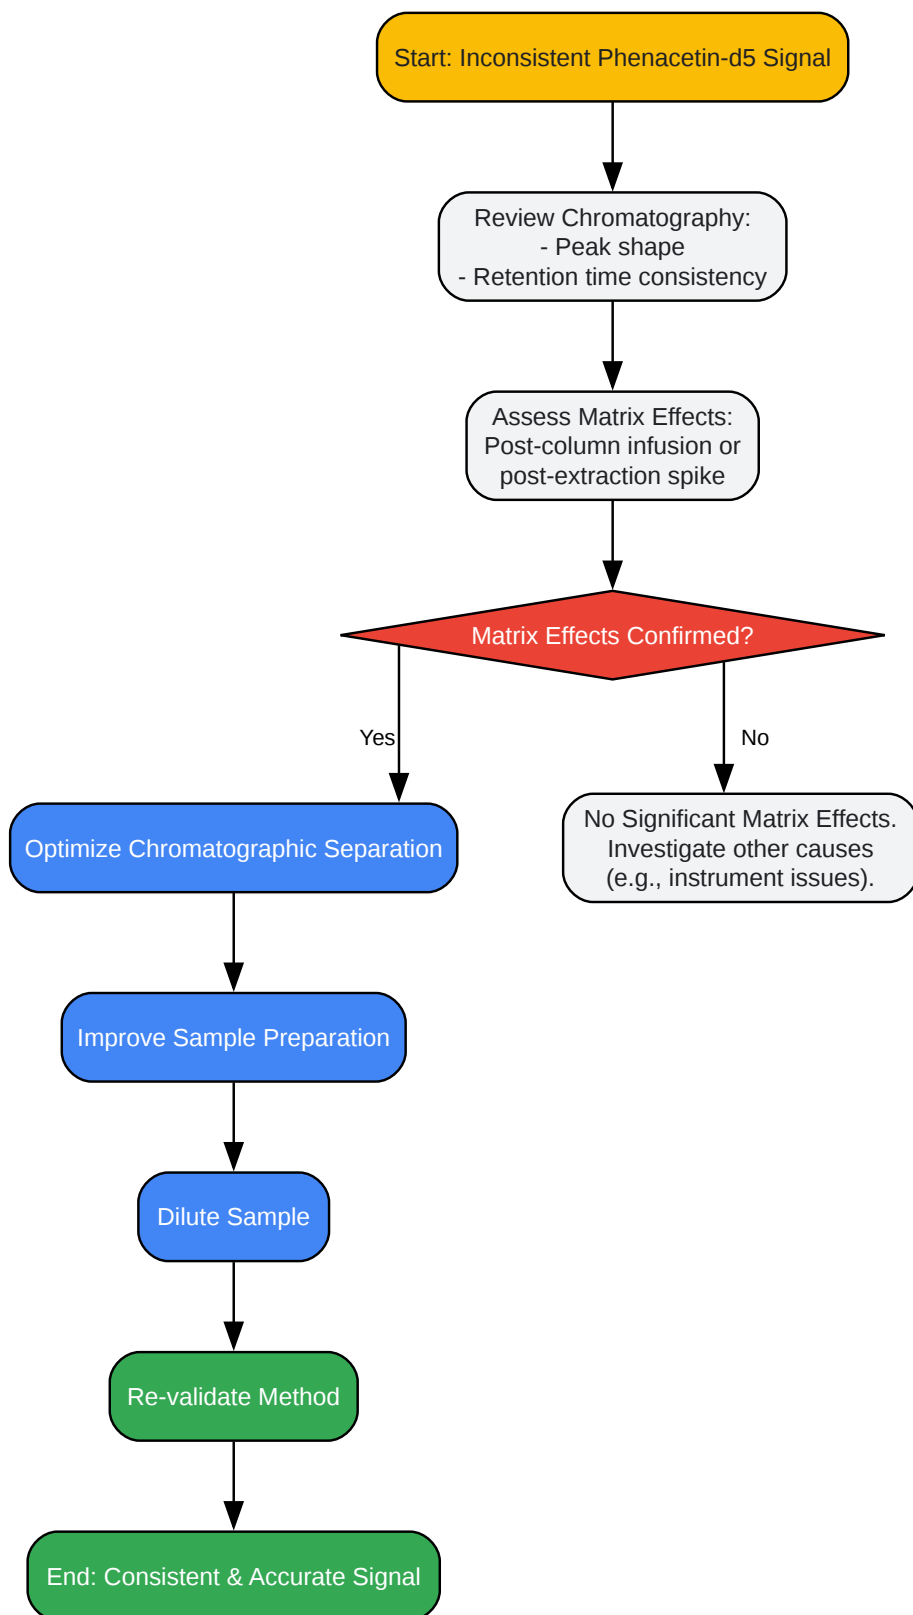 Start: Inconsistent Phenacetin-d5 Signal
Review Chromatography:
- Peak shape
- Retention time consistency
Assess Matrix Effects:
Post-column infusion or
post-extraction spike
Matrix Effects Confirmed?
Yes
No
Optimize Chromatographic Separation
No Significant Matrix Effects.
Investigate other causes
(e.g., instrument issues).
Improve Sample Preparation
Dilute Sample
Re-validate Method
End: Consistent & Accurate Signal